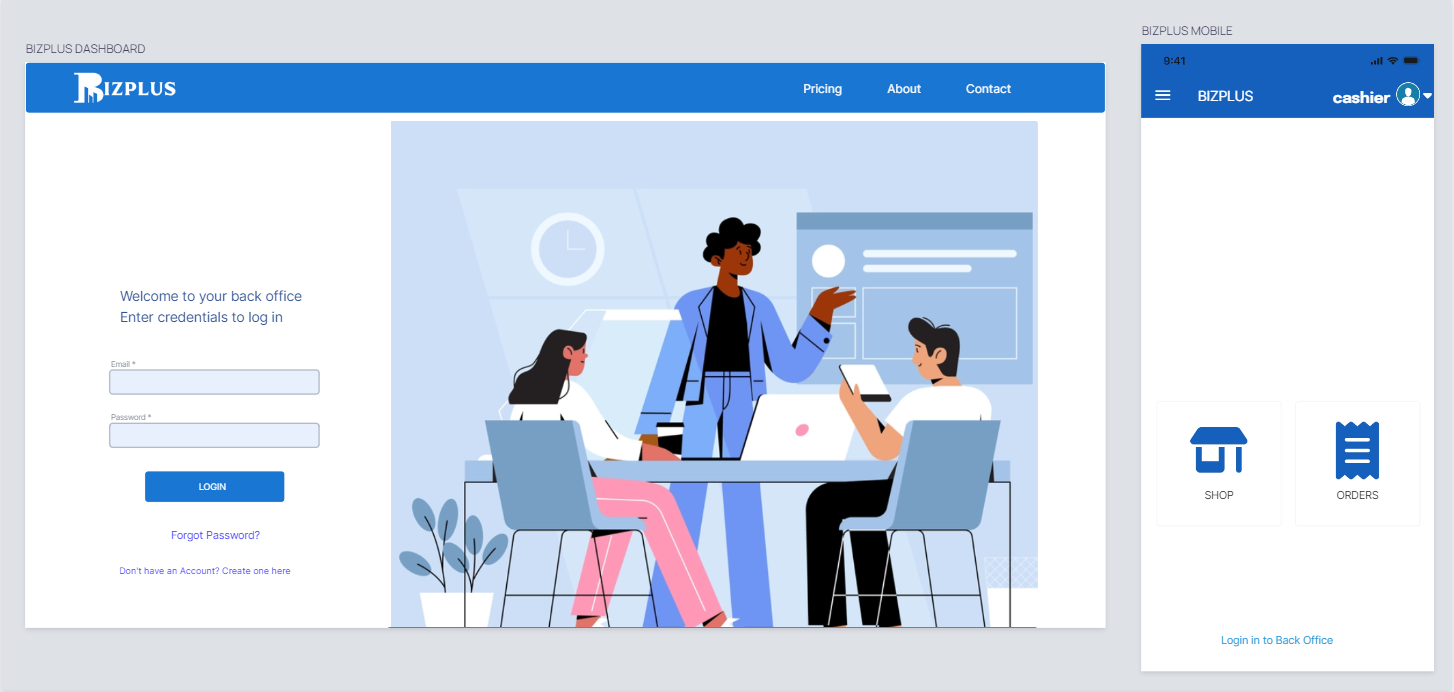 BIZPLUS DASHBOARD
BIZPLUS
Pricing
About
Contact
Welcome to your back office
Enter credentials to log in
Email *
Password *
LOGIN
Forgot Password?
Don't have an Account? Create one here
BIZPLUS MOBILE
9:41
BIZPLUS
cashier
SHOP
ORDERS
Login in to Back Office